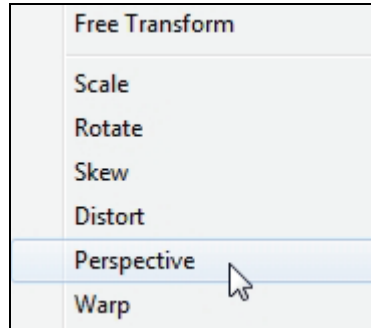 Free Transform
Scale
Rotate
Skew
Distort
Perspective
Warp